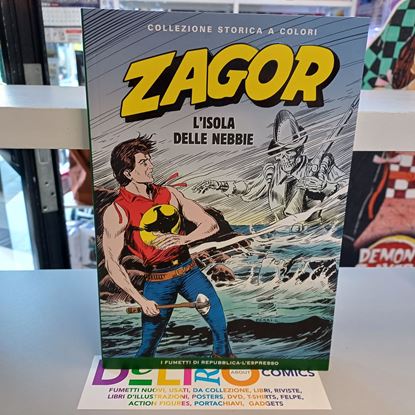 COLLEZIONE STORICA A COLORI
ZAGOR
L'ISOLA
DELLE NEBBIE
I FUMETTI DI REPUBBLICA-L'ESPRESSO
DEMON
ABOUT
COMICS
FUMETTI NUOVI, USATI, DA COLLEZIONE, LIBRI, RIVISTE,
LIBRI D'ILLUSTRAZIONI, POSTERS, DVD, T-SHIRTS, FELPE,
ACTION FIGURES, PORTACHIAVI, GADGETS